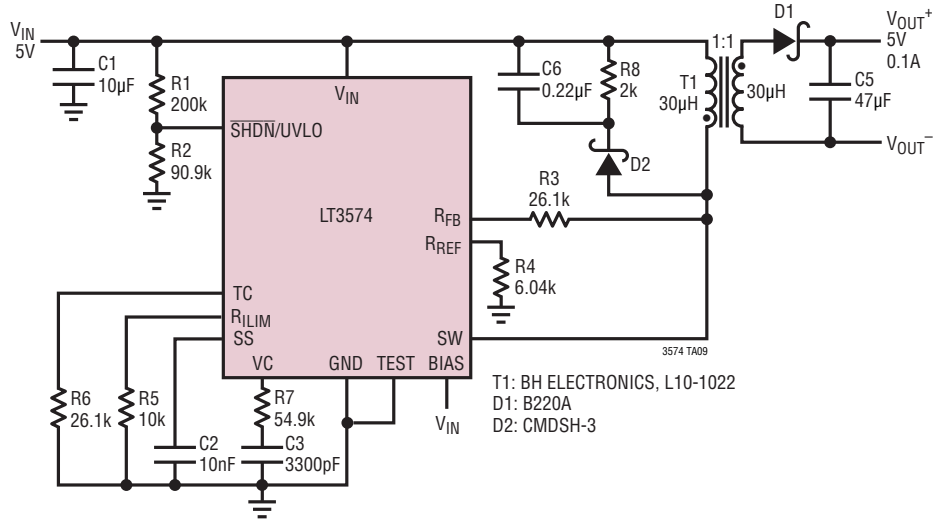 VIN
5V
C1
10µF
R1
200k
R2
90.9k
VIN
SHDN/UVLO
LT3574
RFB
RREF
TC
RILIM
SS
SW
VC
GND
TEST
BIAS
VIN
C6
0.22µF
R8
2k
D2
R3
26.1k
R4
6.04k
T1
30µH
1:1
30µH
D1
C5
47µF
VOUT+
5V
0.1A
VOUT–
3574 TA09
R6
26.1k
R5
10k
C2
10nF
R7
54.9k
C3
3300pF
T1: BH ELECTRONICS, L10-1022
D1: B220A
D2: CMDSH-3